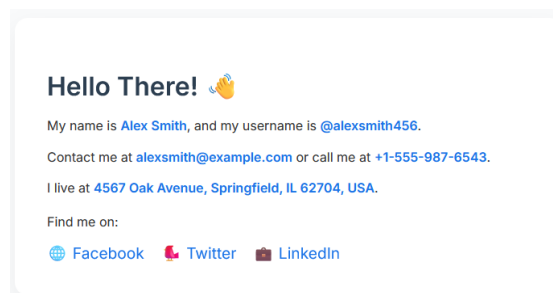 Hello There! 👋
My name is Alex Smith, and my username is @alexsmith456.
Contact me at alexsmith@example.com or call me at +1-555-987-6543.
I live at 4567 Oak Avenue, Springfield, IL 62704, USA.
Find me on:
🌐 Facebook 🐦 Twitter 💼 LinkedIn